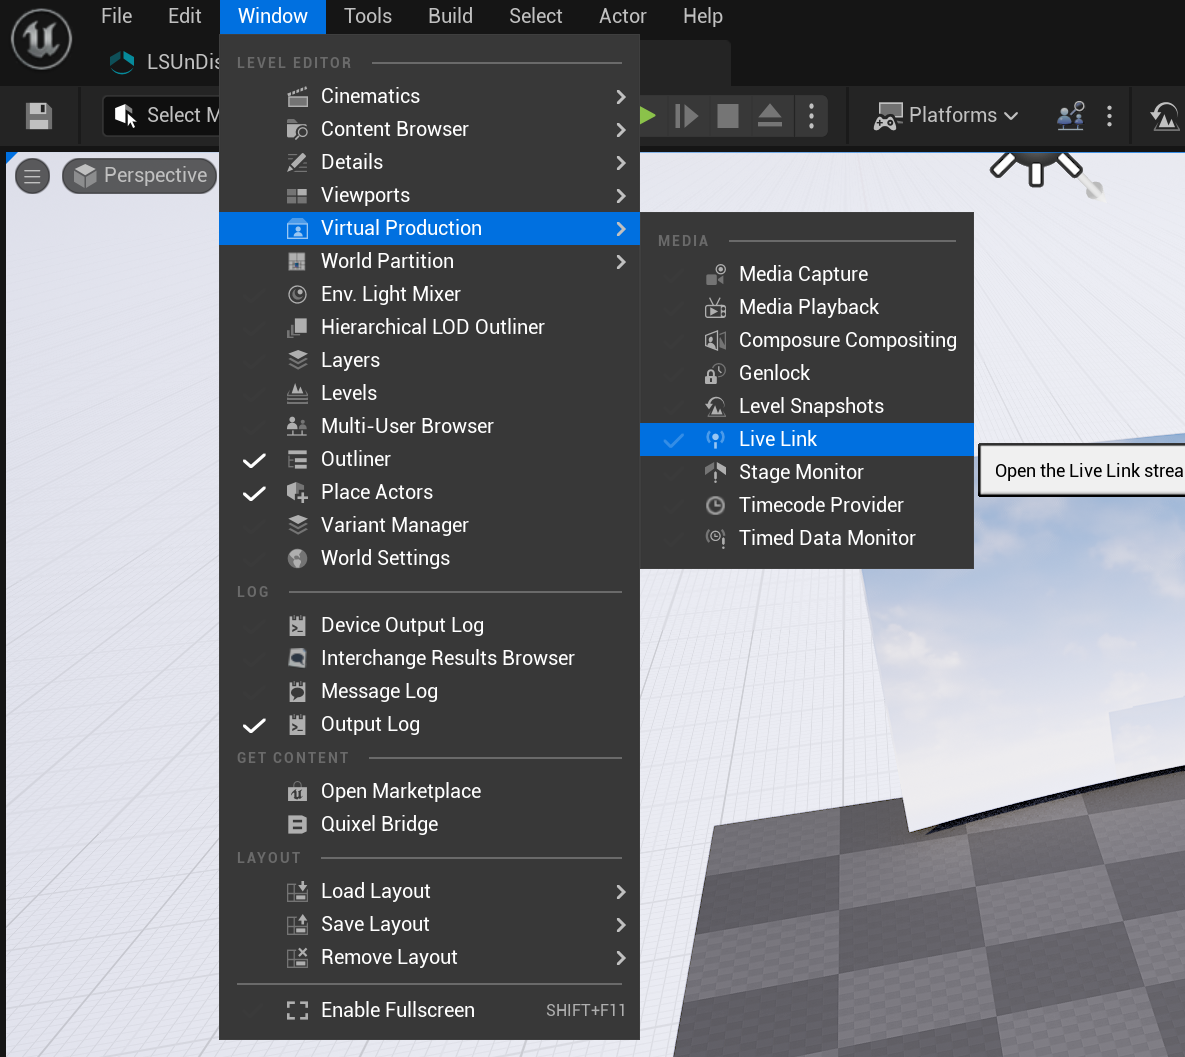 File Edit Window Tools Build Select Actor Help
LSUnDis
Select M
Platforms
Perspective
LEVEL EDITOR
Cinematics
Content Browser
Details
Viewports
Virtual Production
World Partition
Env. Light Mixer
Hierarchical LOD Outliner
Layers
Levels
Multi-User Browser
Outliner
Place Actors
Variant Manager
World Settings
LOG
Device Output Log
Interchange Results Browser
Message Log
Output Log
GET CONTENT
Open Marketplace
Quixel Bridge
LAYOUT
Load Layout
Save Layout
Remove Layout
Enable Fullscreen SHIFT+F11
MEDIA
Media Capture
Media Playback
Composure Compositing
Genlock
Level Snapshots
Live Link
Stage Monitor
Timecode Provider
Timed Data Monitor
Open the Live Link strea